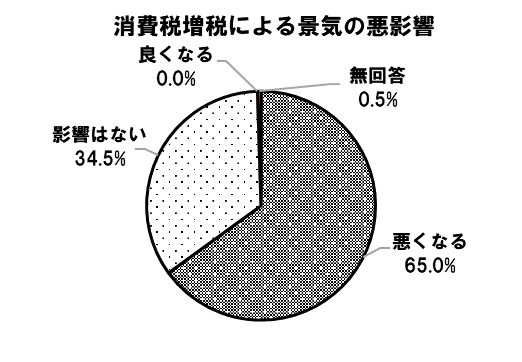 消費税増税による景気の悪影響
良くなる
0.0%
無回答
0.5%
影響はない
34.5%
悪くなる
65.0%